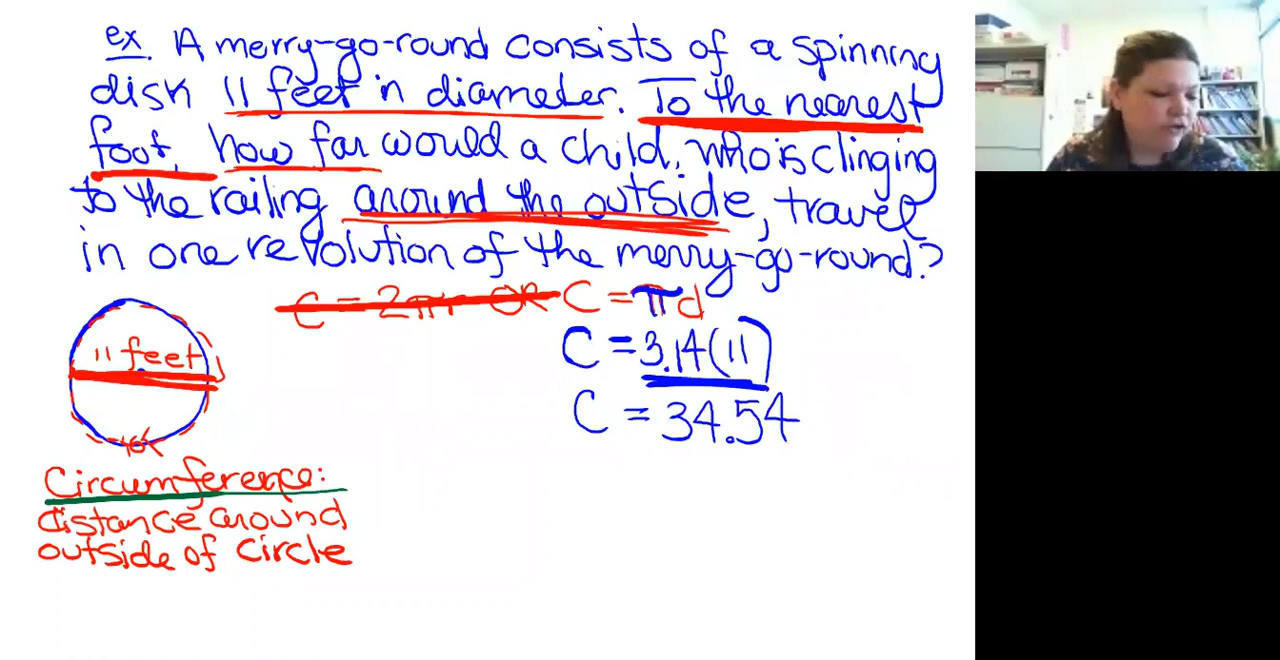 ex. A merry-go-round consists of a spinning
disk 11 feet in diameter. To the nearest
foot, how far would a child, who is clinging
to the railing around the outside, travel
in one revolution of the merry-go-round?
C = 2πr OR C = πd
C = 3.14(11)
11 feet
C = 34.54
Circumference:
distance around
outside of circle